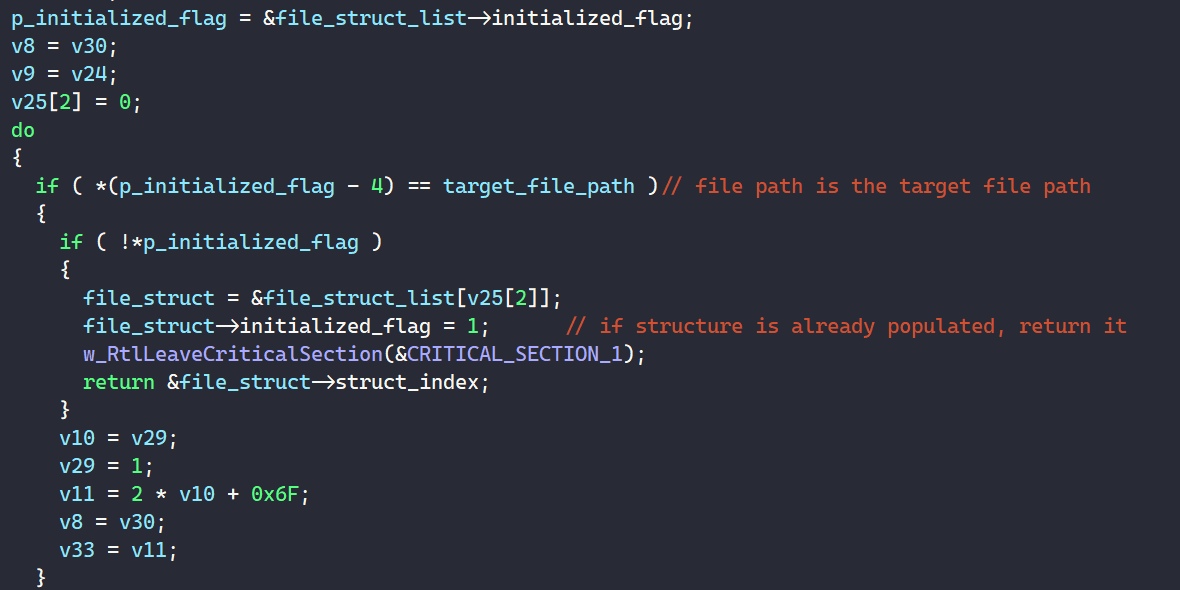 p_initialized_flag = &file_struct_list->initialized_flag;
v8 = v30;
v9 = v24;
v25[2] = 0;
do
{
  if ( *(p_initialized_flag - 4) == target_file_path )// file path is the target file path
  {
    if ( !*p_initialized_flag )
    {
      file_struct = &file_struct_list[v25[2]];
      file_struct->initialized_flag = 1;       // if structure is already populated, return it
      w_RtlLeaveCriticalSection(&CRITICAL_SECTION_1);
      return &file_struct->struct_index;
    }
    v10 = v29;
    v29 = 1;
    v11 = 2 * v10 + 0x6F;
    v8 = v30;
    v33 = v11;
  }